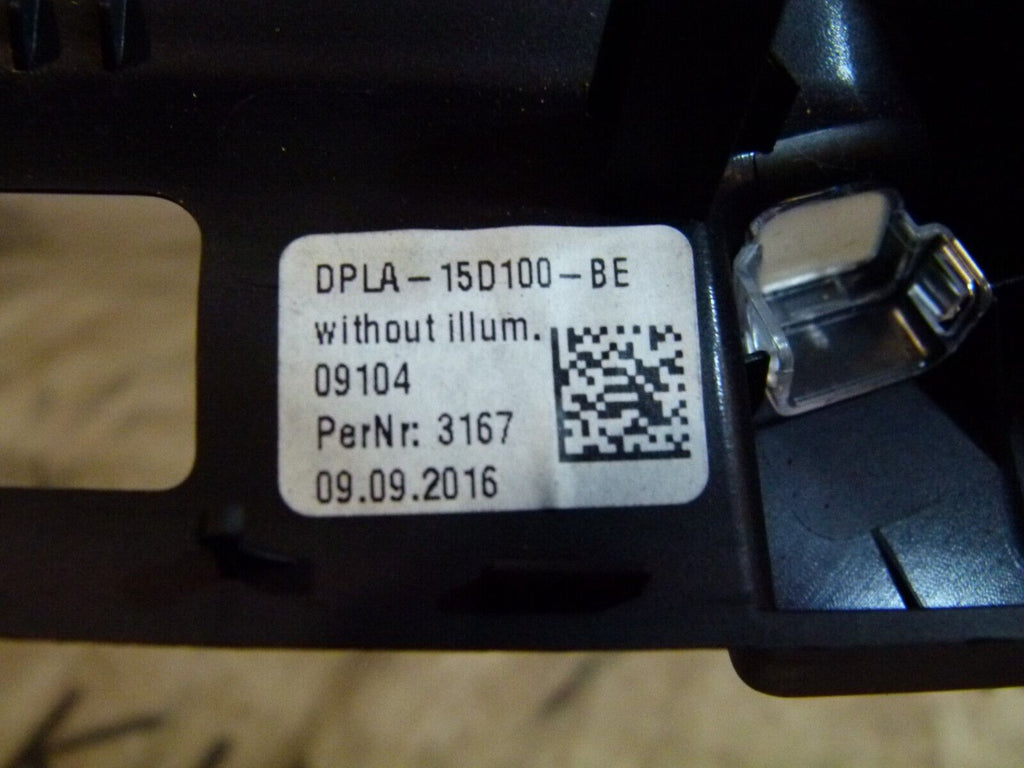 DPLA-15D100-BE
without illum.
09104
PerNr: 3167
09.09.2016